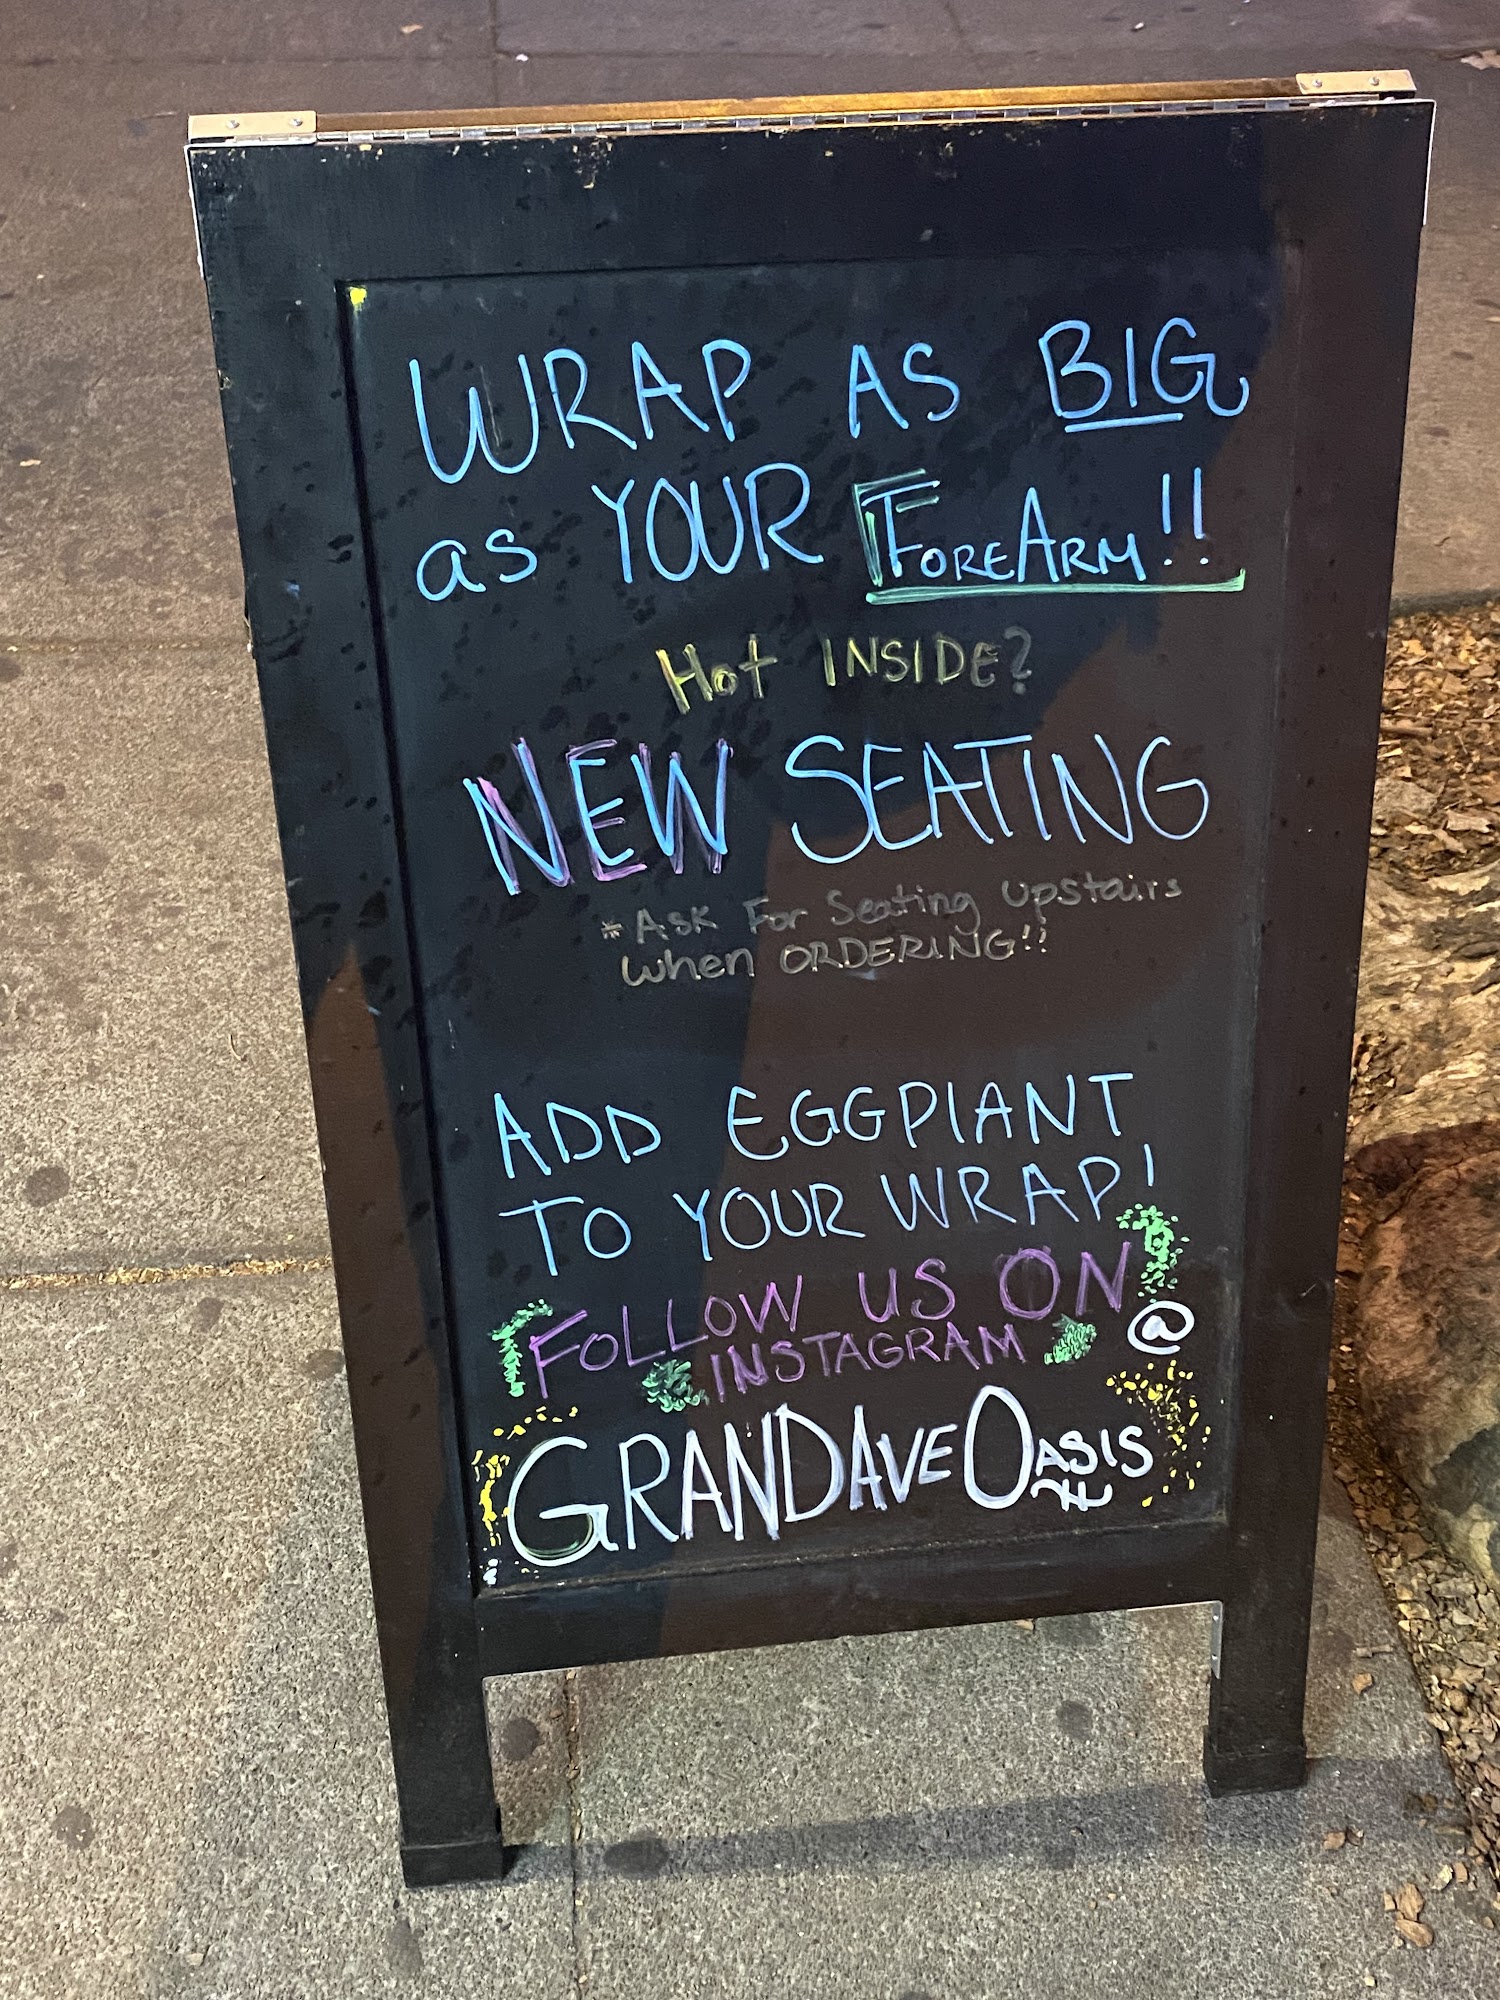 WRAP AS BIG
as YOUR FOREARM!!
Hot INSIDE?
NEW SEATING
*ASK For Seating upstairs
when ORDERING!!
ADD EGGPlANT
TO YOUR WRAP!
FOLLOW US ON
INSTAGRAM @
GRANDAVEOASIS